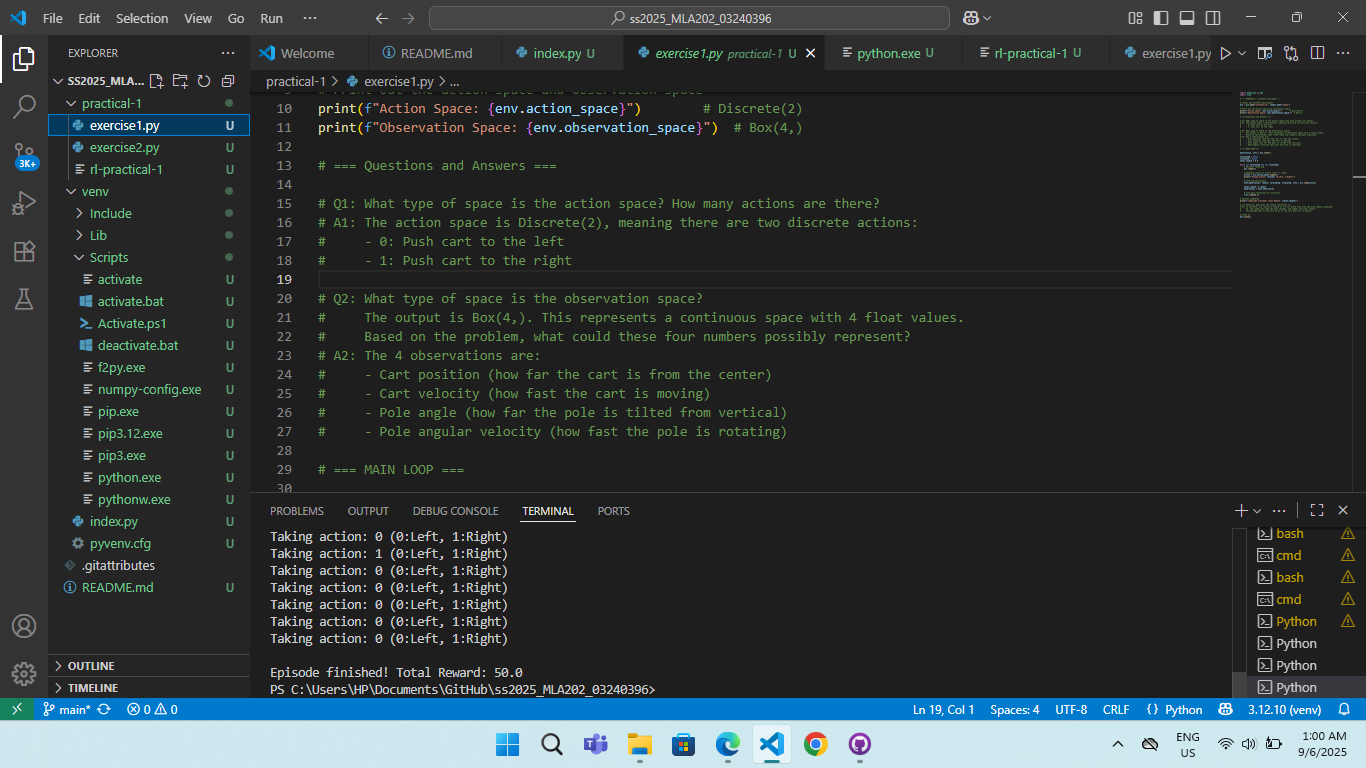 File Edit Selection View Go Run ··· ss2025_MLA202_03240396
EXPLORER ···
Welcome README.md index.py U exercise1.py practical-1 U python.exe U rl-practical-1 U exercise1.py
SS2025_MLA...
practical-1 > exercise1.py > ...
practical-1
exercise1.py U
exercise2.py U
rl-practical-1 U
venv
Include
Lib
Scripts
activate U
activate.bat U
Activate.ps1 U
deactivate.bat U
f2py.exe U
numpy-config.exe U
pip.exe U
pip3.12.exe U
pip3.exe U
python.exe U
pythonw.exe U
index.py U
pyvenv.cfg U
.gitattributes
README.md U
OUTLINE
TIMELINE
3K+
10 print(f"Action Space: {env.action_space}") # Discrete(2)
11 print(f"Observation Space: {env.observation_space}") # Box(4,)
12
13 # === Questions and Answers ===
14
15 # Q1: What type of space is the action space? How many actions are there?
16 # A1: The action space is Discrete(2), meaning there are two discrete actions:
17 # - 0: Push cart to the left
18 # - 1: Push cart to the right
19
20 # Q2: What type of space is the observation space?
21 # The output is Box(4,). This represents a continuous space with 4 float values.
22 # Based on the problem, what could these four numbers possibly represent?
23 # A2: The 4 observations are:
24 # - Cart position (how far the cart is from the center)
25 # - Cart velocity (how fast the cart is moving)
26 # - Pole angle (how far the pole is tilted from vertical)
27 # - Pole angular velocity (how fast the pole is rotating)
28
29 # === MAIN LOOP ===
30
PROBLEMS OUTPUT DEBUG CONSOLE TERMINAL PORTS
Taking action: 0 (0:Left, 1:Right)
Taking action: 1 (0:Left, 1:Right)
Taking action: 0 (0:Left, 1:Right)
Taking action: 0 (0:Left, 1:Right)
Taking action: 0 (0:Left, 1:Right)
Taking action: 0 (0:Left, 1:Right)
Taking action: 0 (0:Left, 1:Right)
Episode finished! Total Reward: 50.0
PS C:\Users\HP\Documents\GitHub\ss2025_MLA202_03240396>
bash
cmd
bash
cmd
Python
Python
Python
Python
main* 0 0 Ln 19, Col 1 Spaces: 4 UTF-8 CRLF { } Python 3.12.10 (venv)
ENG
US
1:00 AM
9/6/2025